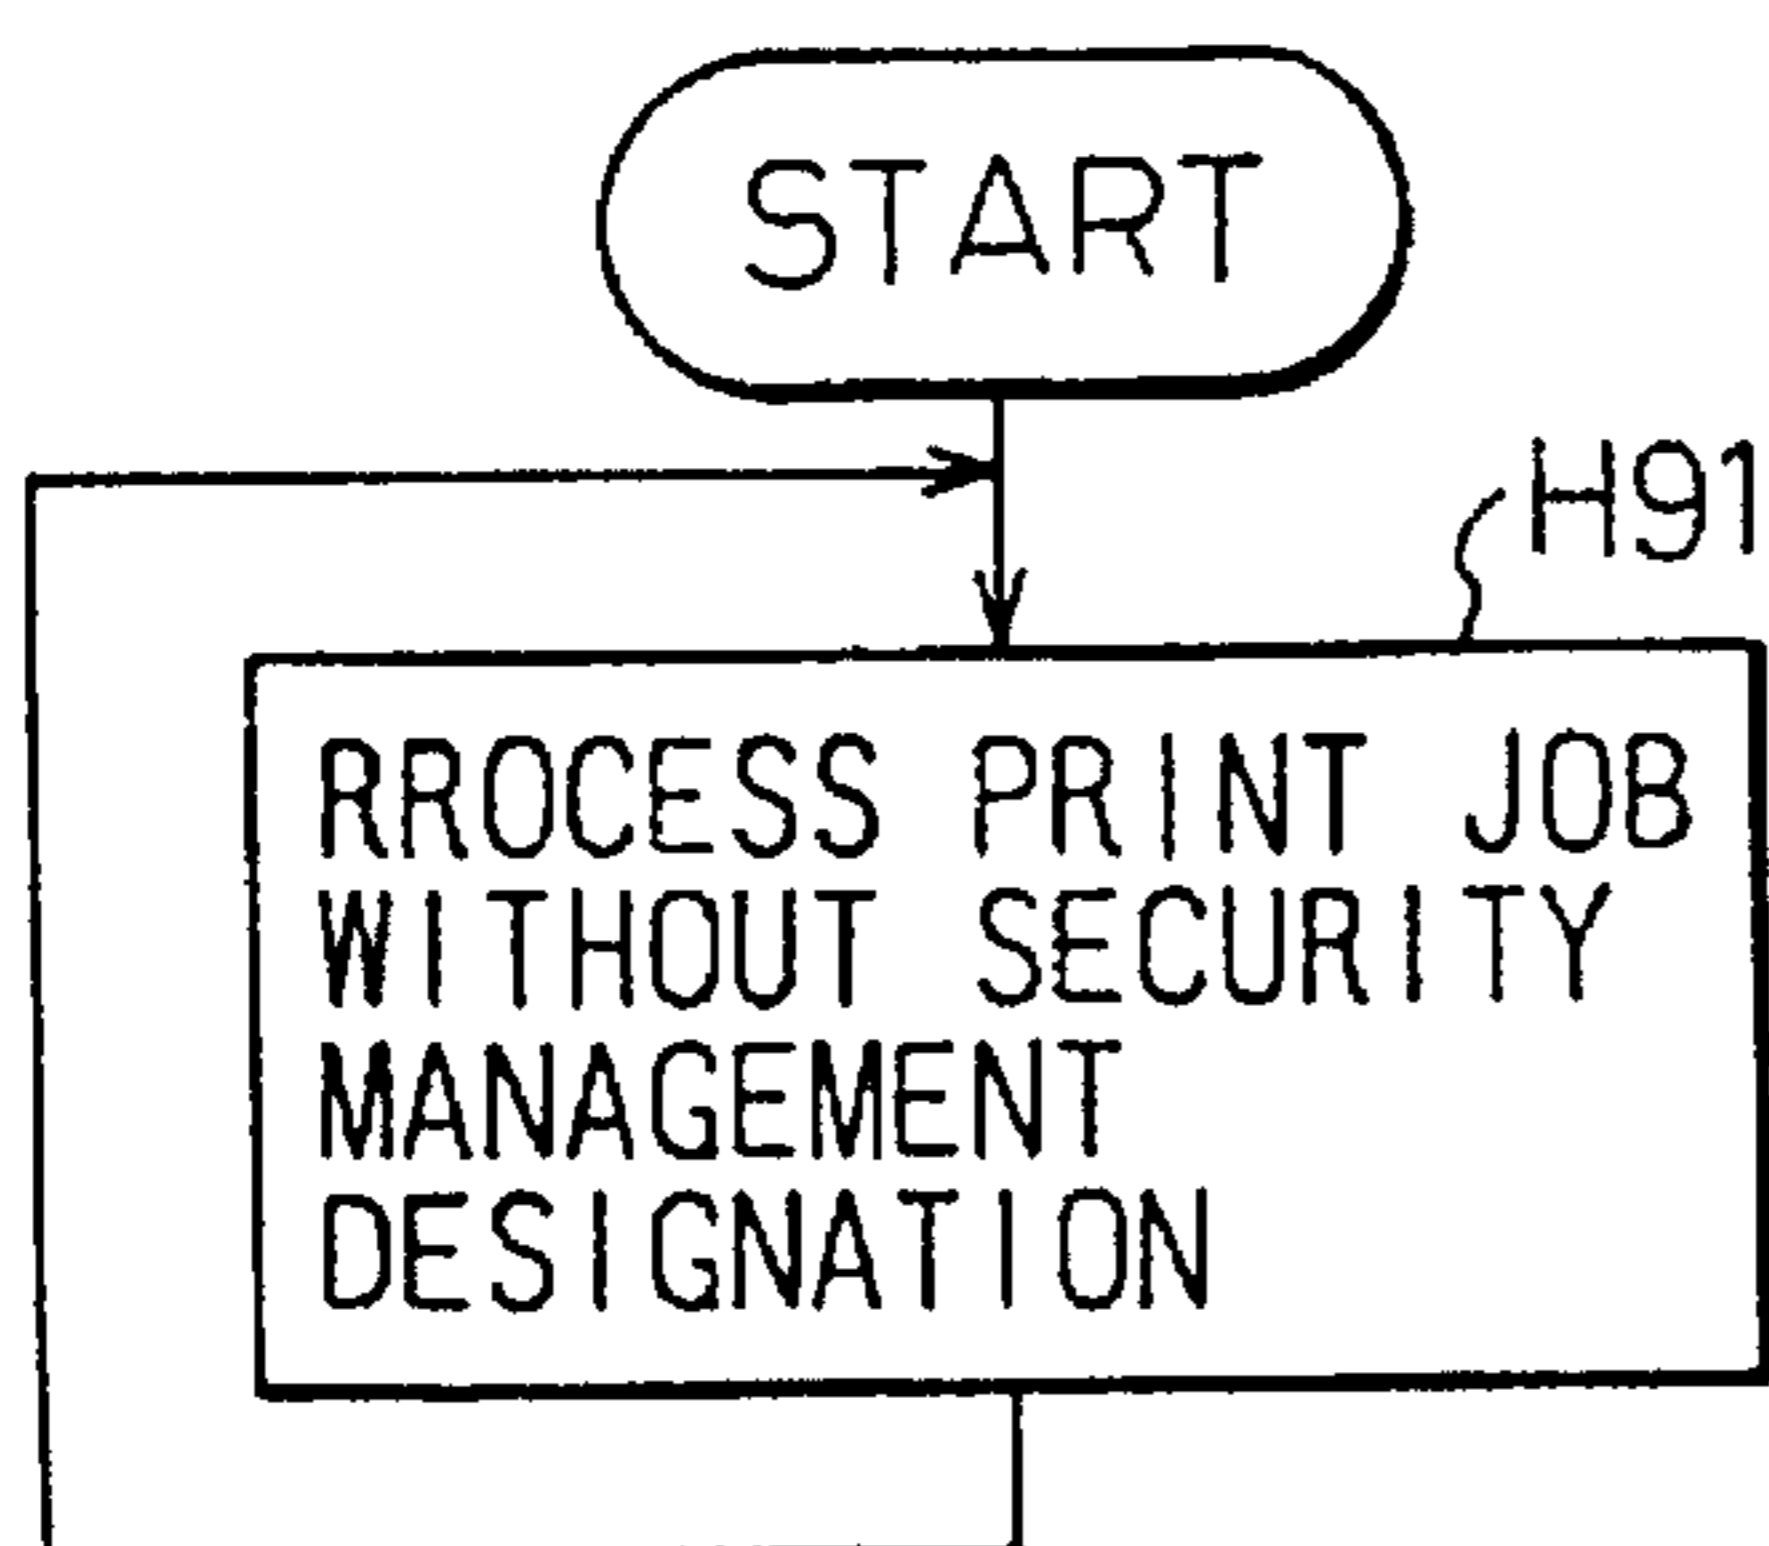 START
H91
RROCESS PRINT JOB
WITHOUT SECURITY
MANAGEMENT
DESIGNATION